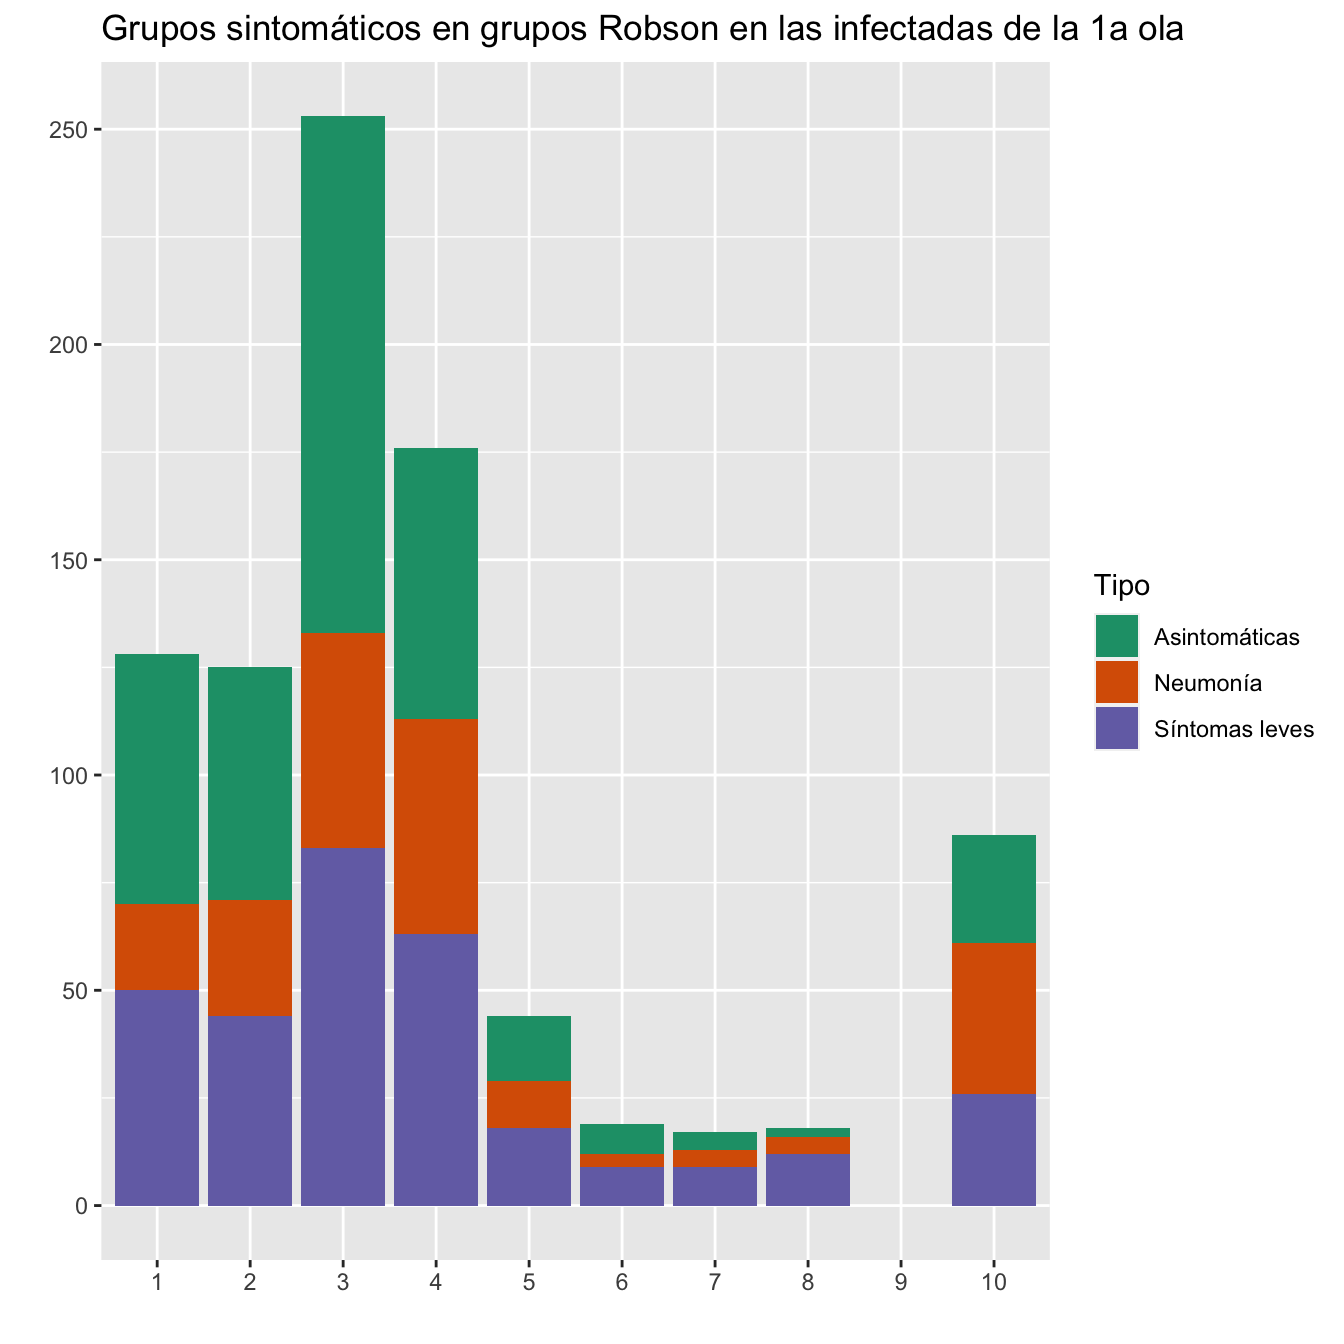 Grupos sintomáticos en grupos Robson en las infectadas de la 1a ola
250
200
150
100
50
0
1 2 3 4 5 6 7 8 9 10
Tipo
Asintomáticas
Neumonía
Síntomas leves